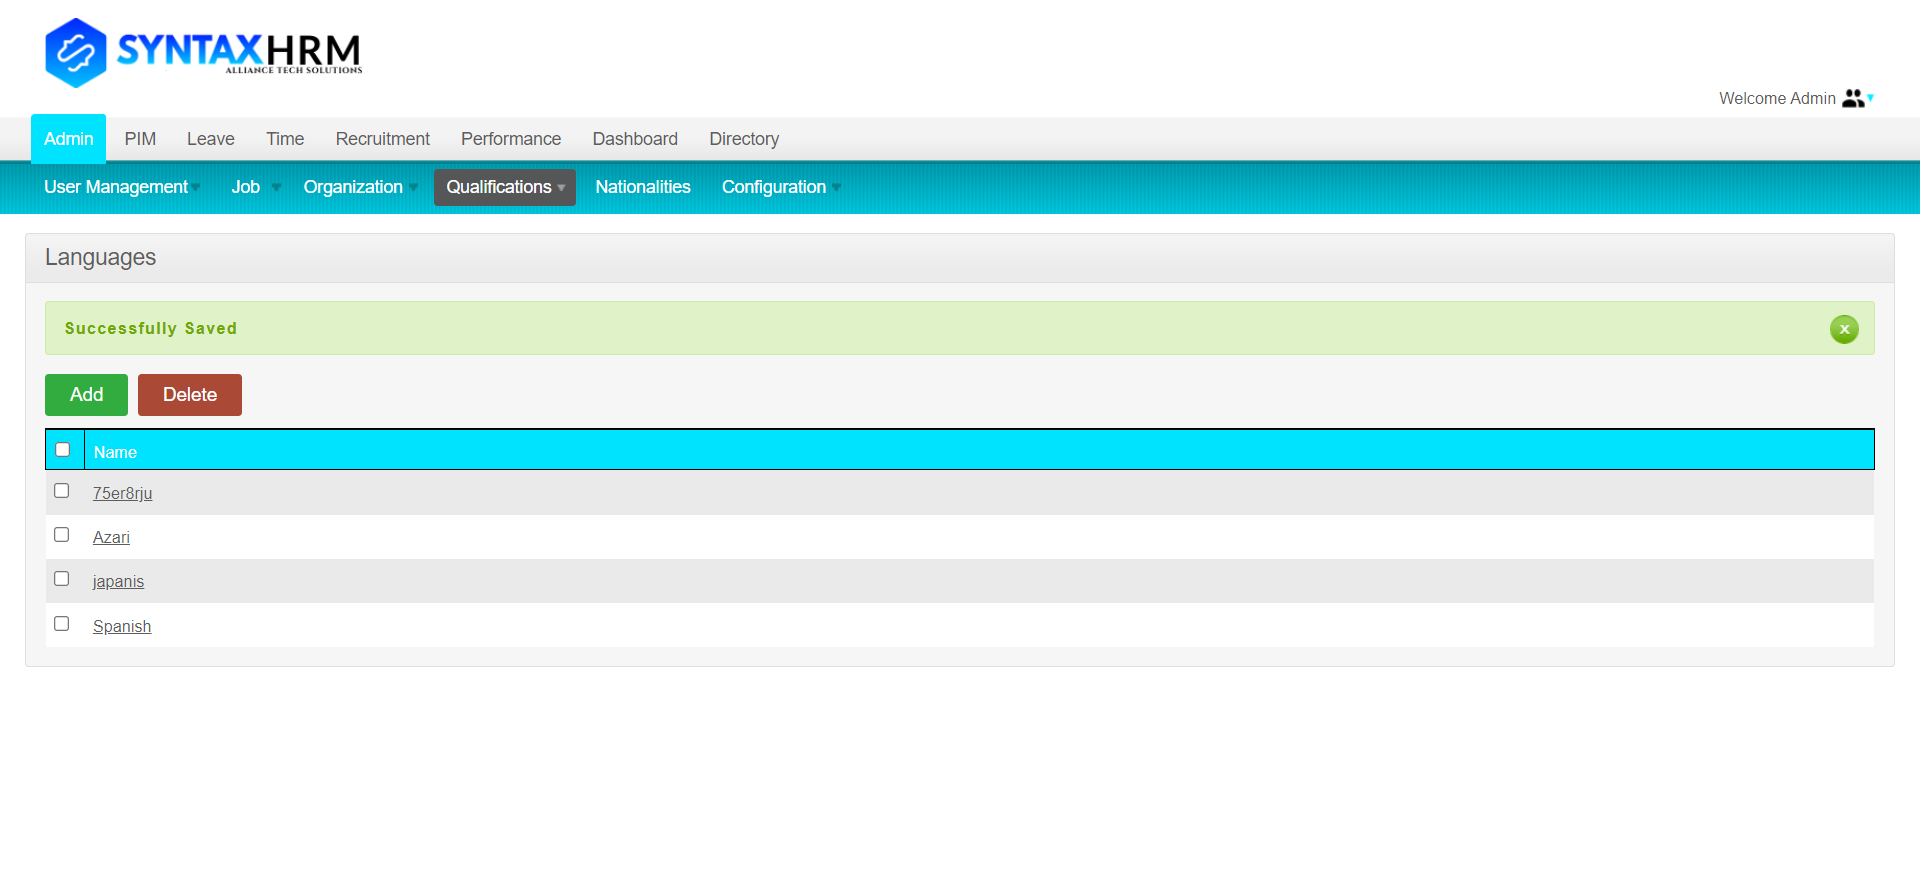 SYNTAXHRM
ALLIANCE TECH SOLUTIONS
Welcome Admin
Admin PIM Leave Time Recruitment Performance Dashboard Directory
User Management Job Organization Qualifications Nationalities Configuration
Languages
Successfully Saved
x
Add Delete
Name
75er8rju
Azari
japanis
Spanish